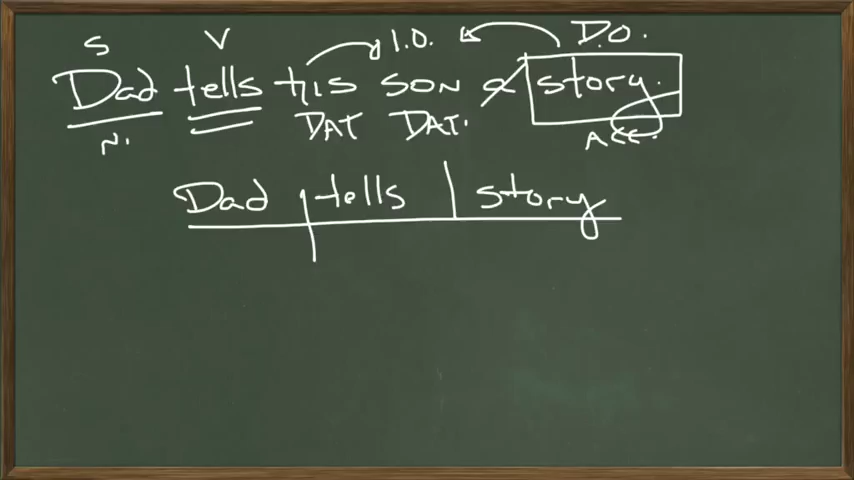 S V I.O. D.O.
Dad tells his son a story.
N. DAT DAT. ACC.
Dad tells story